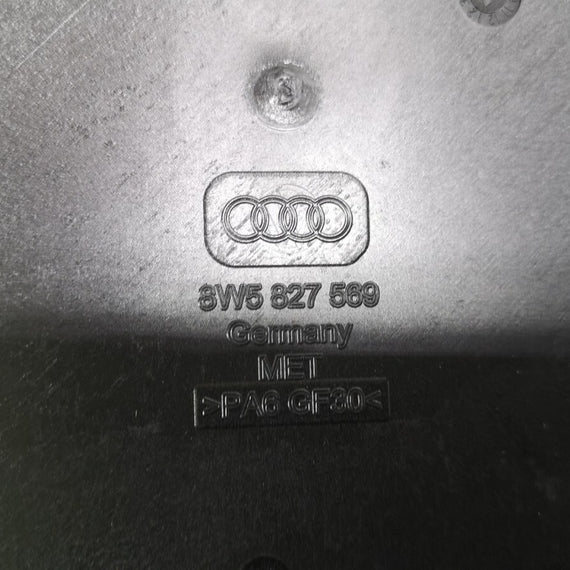 8W5 827 569
Germany
MET
>PA6 GF30<